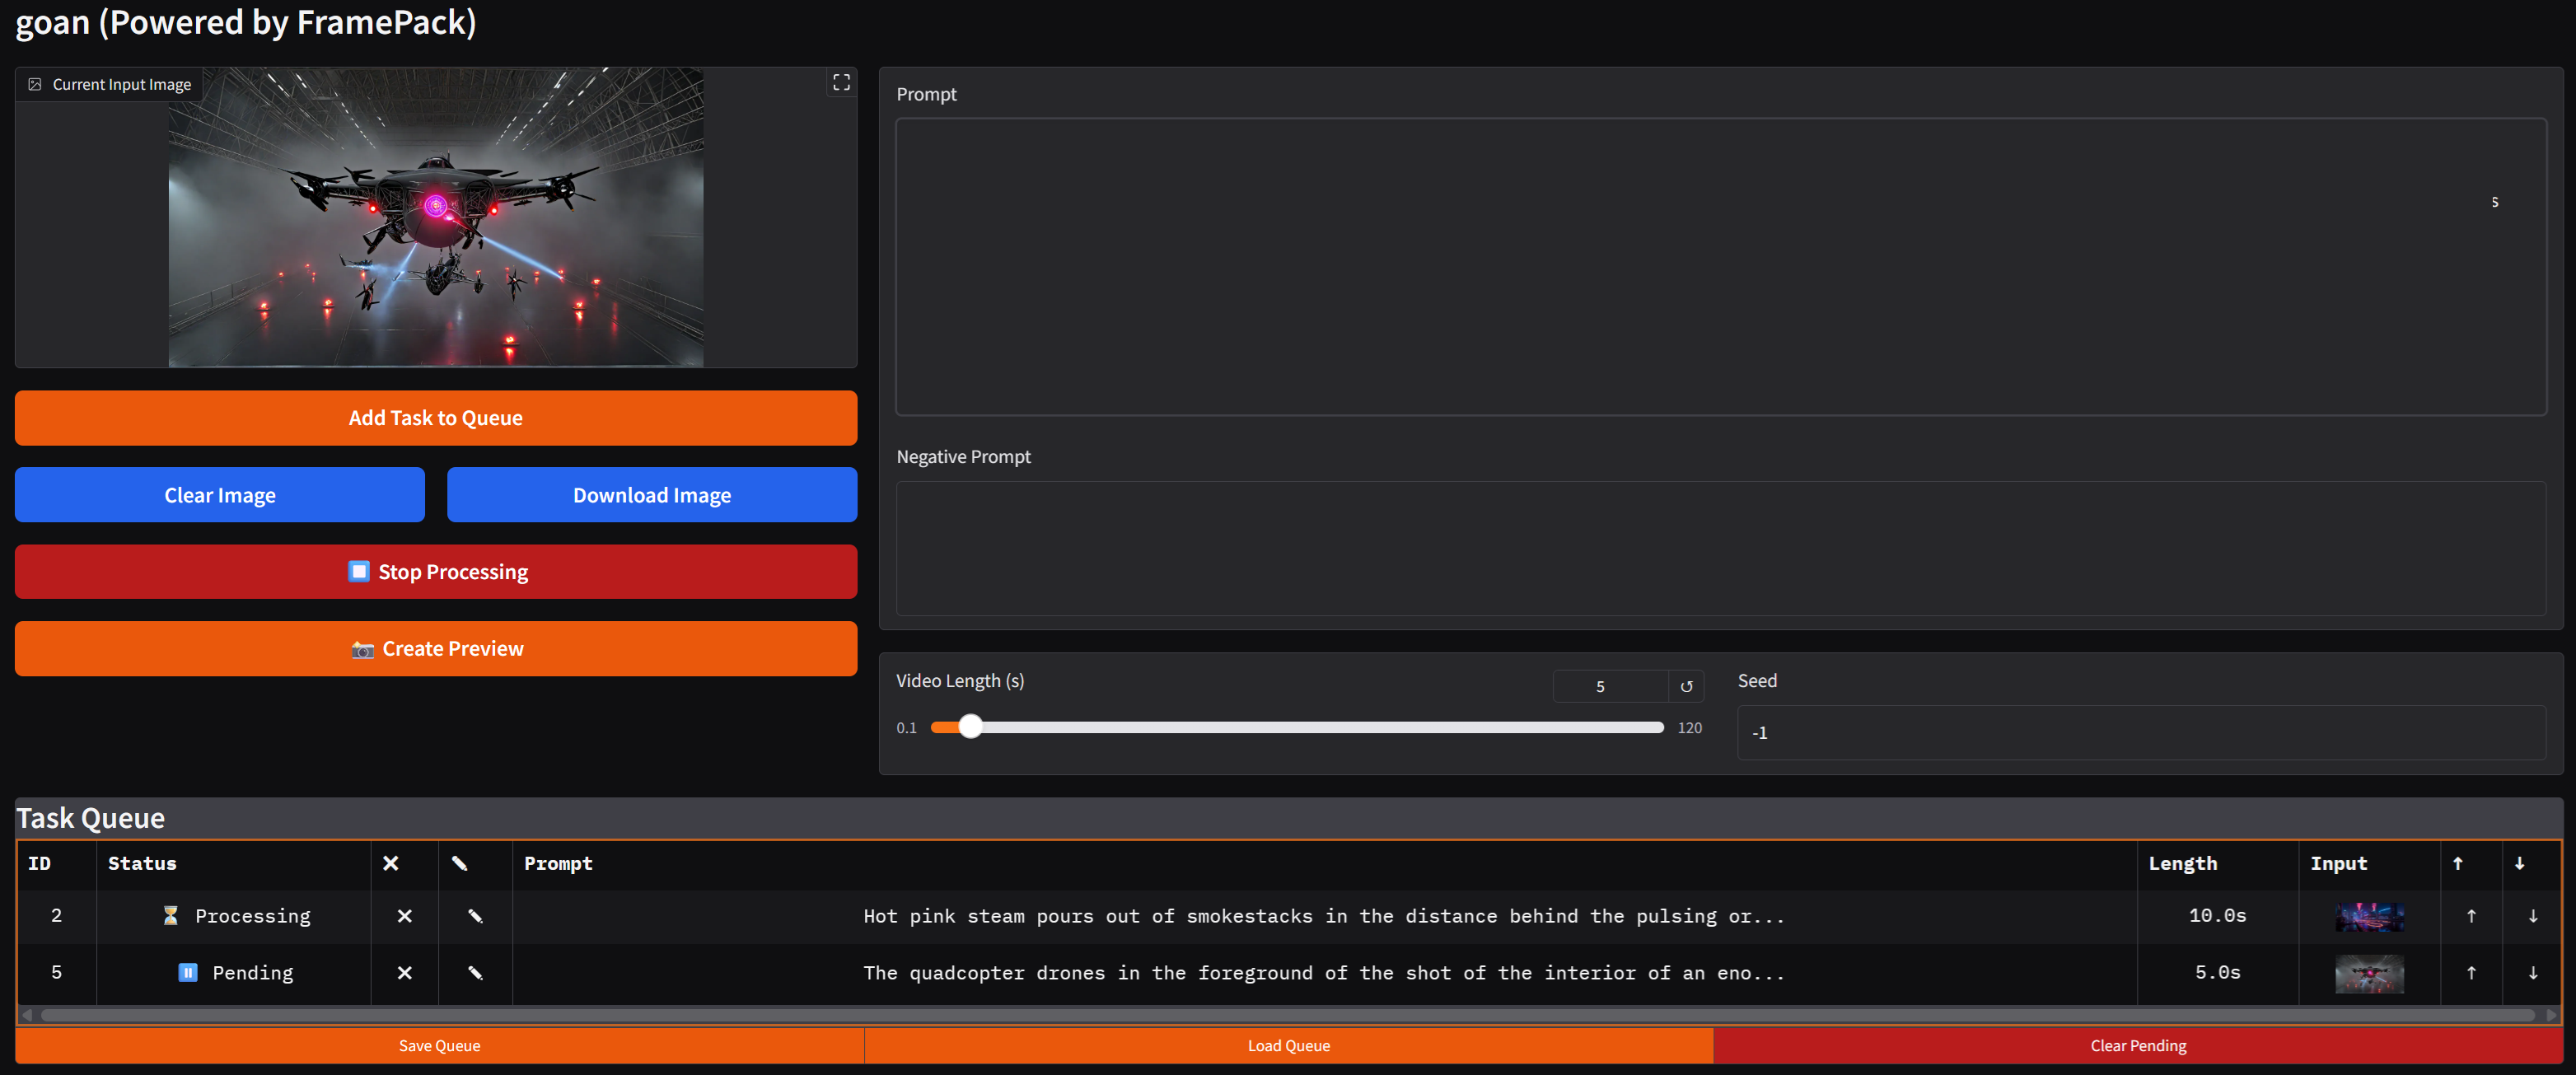 goan (Powered by FramePack)
Current Input Image
Add Task to Queue
Clear Image
Download Image
Stop Processing
Create Preview
Prompt
s
Negative Prompt
Video Length (s)
5
↺
0.1
120
Seed
-1
Task Queue
ID Status ✕ ✎ Prompt Length Input ↑ ↓
2 Processing ✕ ✎ Hot pink steam pours out of smokestacks in the distance behind the pulsing or... 10.0s ↑ ↓
5 Pending ✕ ✎ The quadcopter drones in the foreground of the shot of the interior of an eno... 5.0s ↑ ↓
Save Queue
Load Queue
Clear Pending